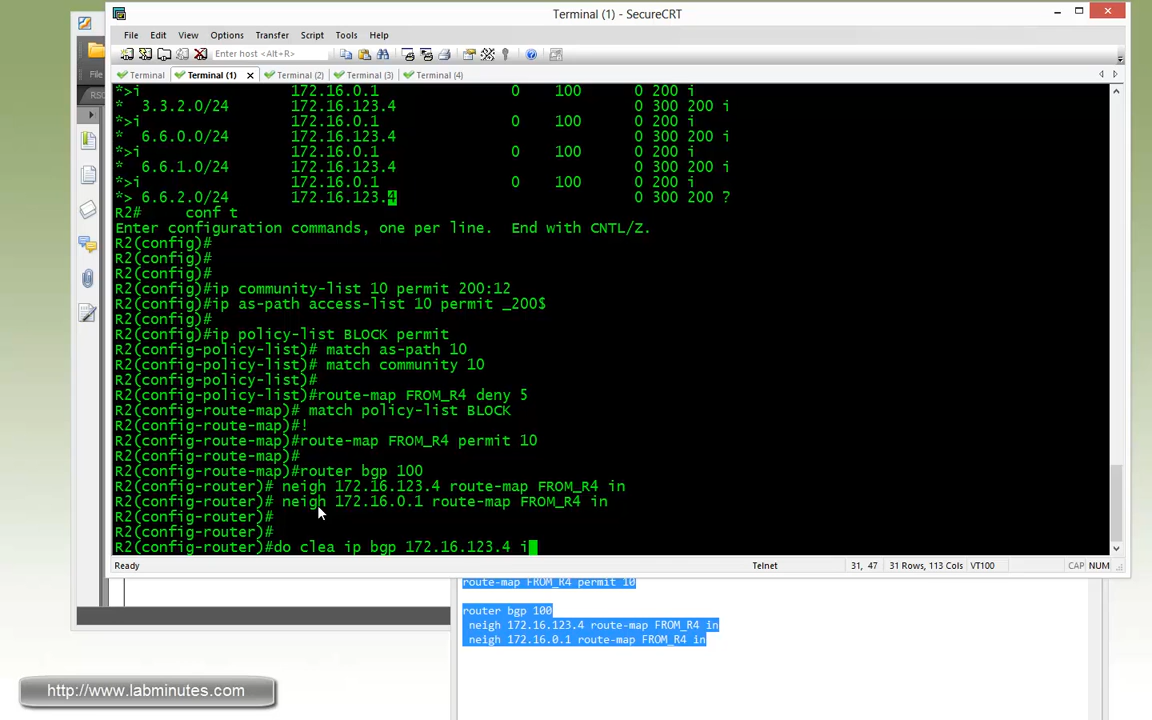 Terminal (1) - SecureCRT
File Edit View Options Transfer Script Tools Help
Enter host <Alt+R>
Terminal Terminal (1) Terminal (2) Terminal (3) Terminal (4)
*>i 172.16.0.1 0 100 0 200 i
* 3.3.2.0/24 172.16.123.4 0 300 200 i
*>i 172.16.0.1 0 100 0 200 i
* 6.6.0.0/24 172.16.123.4 0 300 200 i
*>i 172.16.0.1 0 100 0 200 i
* 6.6.1.0/24 172.16.123.4 0 300 200 i
*>i 172.16.0.1 0 100 0 200 i
*> 6.6.2.0/24 172.16.123.4 0 300 200 ?
R2# conf t
Enter configuration commands, one per line. End with CNTL/Z.
R2(config)#
R2(config)#
R2(config)#
R2(config)#ip community-list 10 permit 200:12
R2(config)#ip as-path access-list 10 permit _200$
R2(config)#
R2(config)#ip policy-list BLOCK permit
R2(config-policy-list)# match as-path 10
R2(config-policy-list)# match community 10
R2(config-policy-list)#
R2(config-policy-list)#route-map FROM_R4 deny 5
R2(config-route-map)# match policy-list BLOCK
R2(config-route-map)#!
R2(config-route-map)#route-map FROM_R4 permit 10
R2(config-route-map)#
R2(config-route-map)#router bgp 100
R2(config-router)# neigh 172.16.123.4 route-map FROM_R4 in
R2(config-router)# neigh 172.16.0.1 route-map FROM_R4 in
R2(config-router)#
R2(config-router)#
R2(config-router)#do clea ip bgp 172.16.123.4 i
Ready Telnet 31, 47 31 Rows, 113 Cols VT100 CAP NUM
route-map FROM_R4 permit 10
router bgp 100
neigh 172.16.123.4 route-map FROM_R4 in
neigh 172.16.0.1 route-map FROM_R4 in
File
http://www.labminutes.com